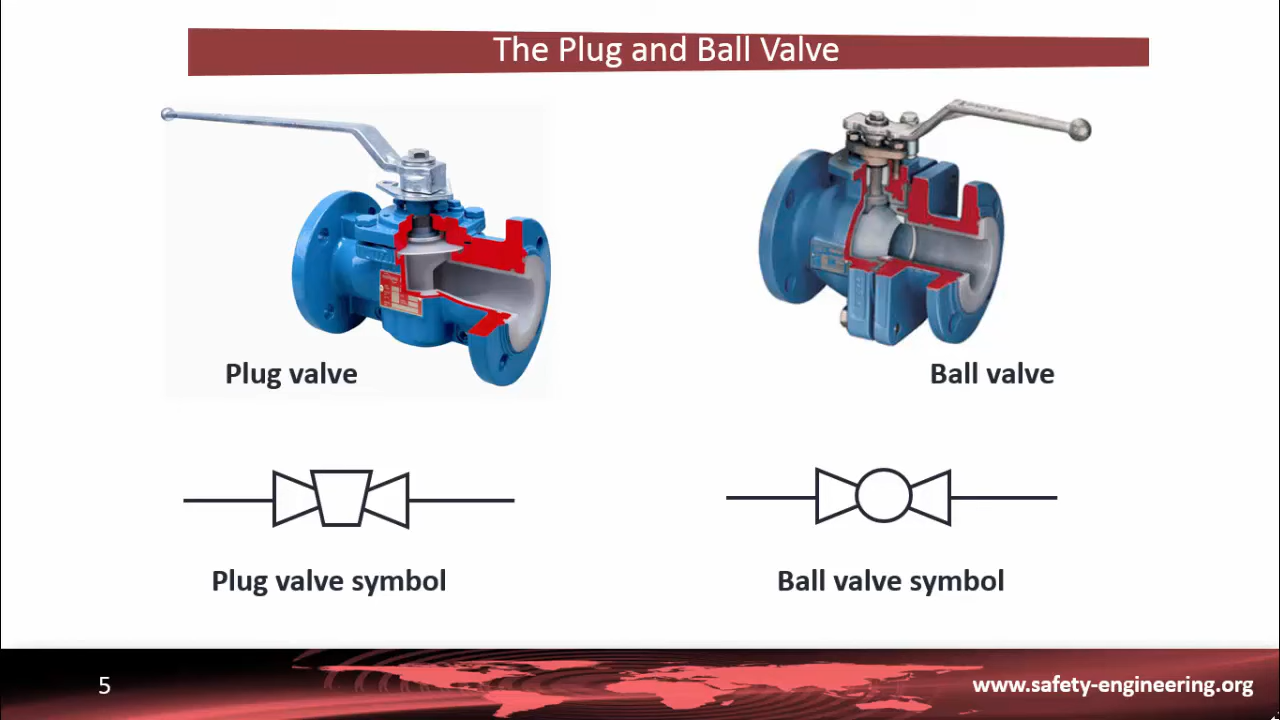 The Plug and Ball Valve
Plug valve
Ball valve
Plug valve symbol
Ball valve symbol
5
www.safety-engineering.org